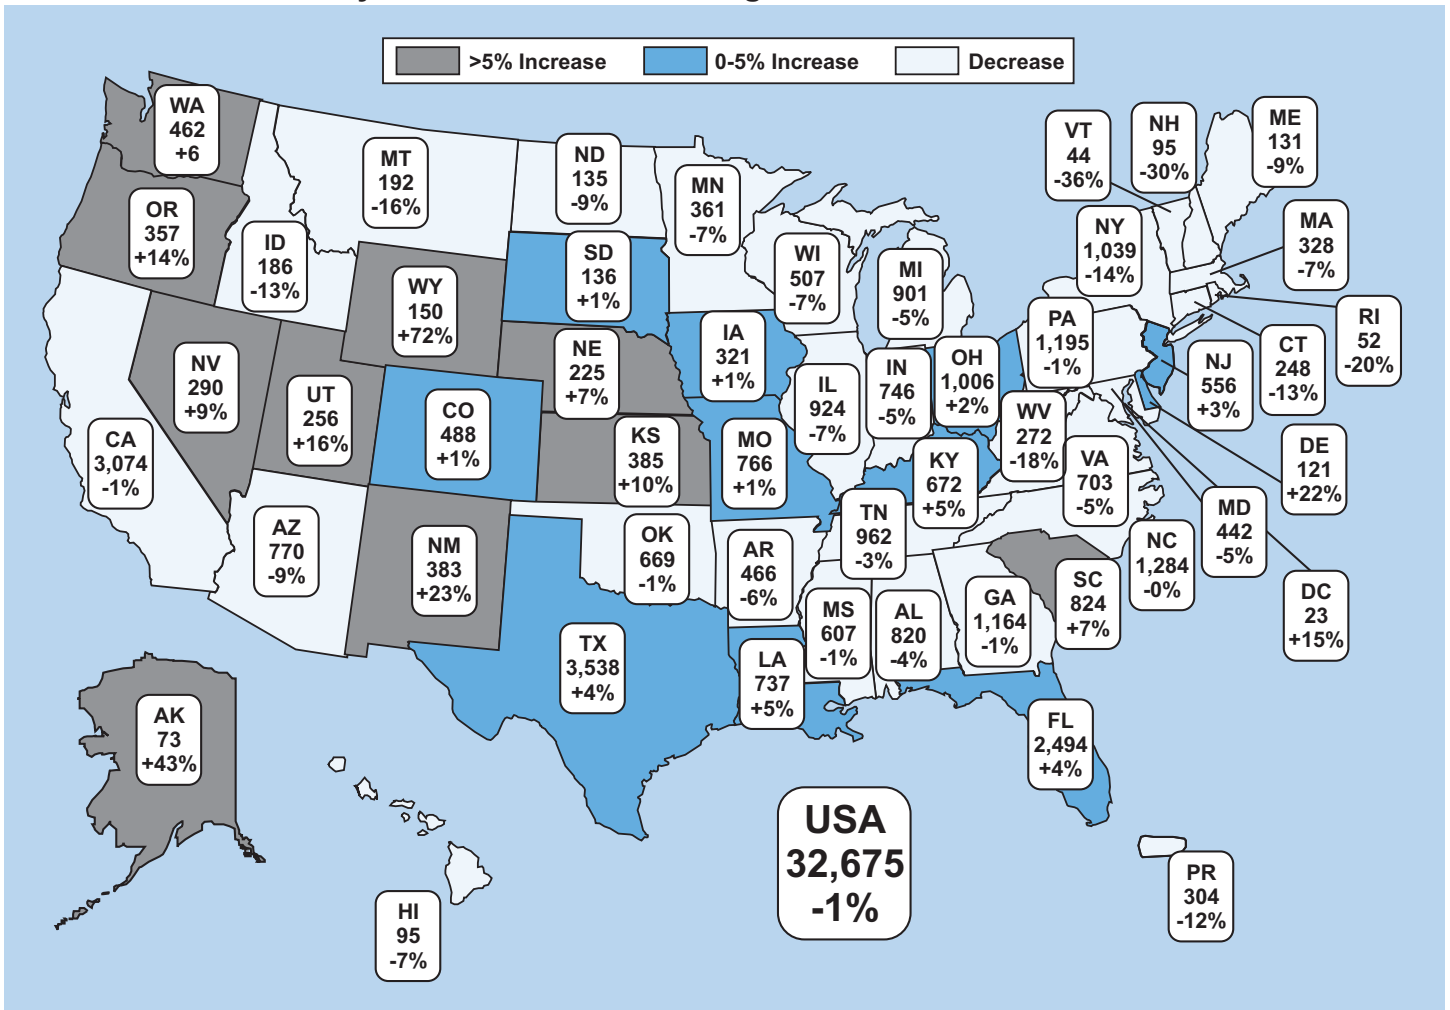 >5% Increase
0-5% Increase
Decrease
WA
462
+6
OR
357
+14%
ID
186
-13%
MT
192
-16%
ND
135
-9%
MN
361
-7%
WI
507
-7%
MI
901
-5%
VT
44
-36%
NH
95
-30%
ME
131
-9%
NY
1,039
-14%
MA
328
-7%
RI
52
-20%
CT
248
-13%
NJ
556
+3%
PA
1,195
-1%
SD
136
+1%
WY
150
+72%
NE
225
+7%
IA
321
+1%
IL
924
-7%
IN
746
-5%
OH
1,006
+2%
WV
272
-18%
VA
703
-5%
DE
121
+22%
MD
442
-5%
DC
23
+15%
NV
290
+9%
UT
256
+16%
CO
488
+1%
KS
385
+10%
MO
766
+1%
KY
672
+5%
CA
3,074
-1%
AZ
770
-9%
NM
383
+23%
OK
669
-1%
AR
466
-6%
TN
962
-3%
NC
1,284
-0%
SC
824
+7%
GA
1,164
-1%
AL
820
-4%
MS
607
-1%
LA
737
+5%
TX
3,538
+4%
FL
2,494
+4%
AK
73
+43%
HI
95
-7%
USA
32,675
-1%
PR
304
-12%